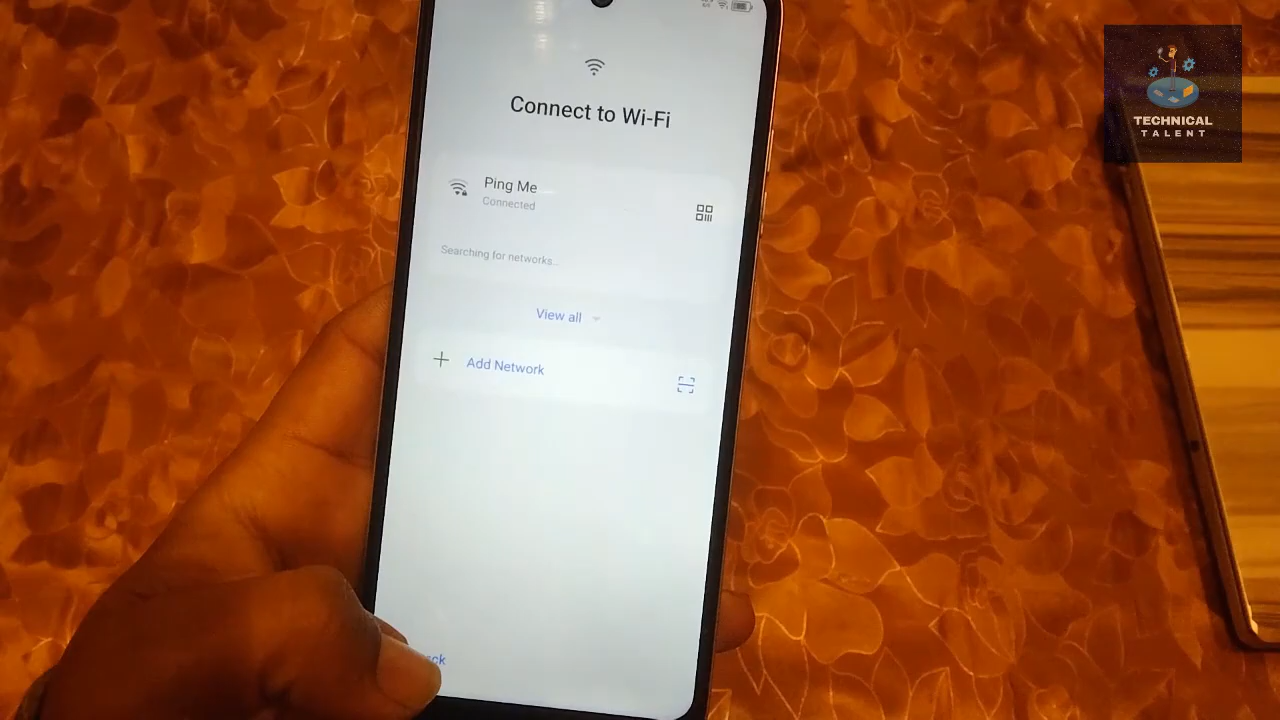 Connect to Wi-Fi
Ping Me
Connected
Searching for networks...
View all
Add Network
TECHNICAL
TALENT